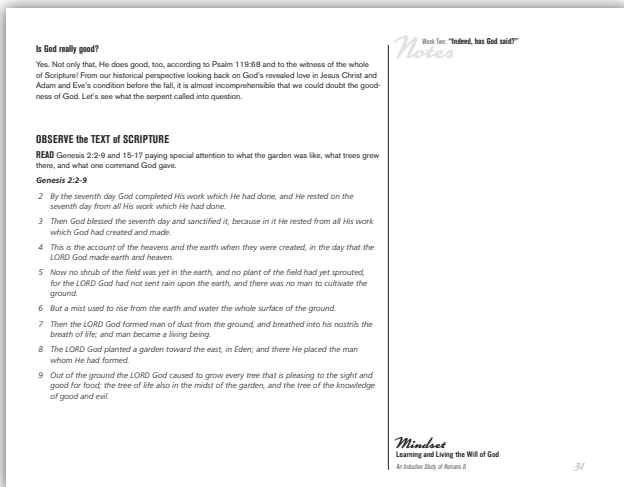 Is God really good?
Yes. Not only that, He does good, too, according to Psalm 119:68 and to the witness of the whole
of Scripture! From our historical perspective looking back on God's revealed love in Jesus Christ and
Adam and Eve's condition before the fall, it is almost incomprehensible that we could doubt the good-
ness of God. Let's see what the serpent called into question.
OBSERVE the TEXT of SCRIPTURE
READ Genesis 2:2-9 and 15-17 paying special attention to what the garden was like, what trees grew
there, and what one command God gave.
Genesis 2:2-9
2 By the seventh day God completed His work which He had done, and He rested on the
seventh day from all His work which He had done.
3 Then God blessed the seventh day and sanctified it, because in it He rested from all His work
which God had created and made.
4 This is the account of the heavens and the earth when they were created, in the day that the
LORD God made earth and heaven.
5 Now no shrub of the field was yet in the earth, and no plant of the field had yet sprouted,
for the LORD God had not sent rain upon the earth, and there was no man to cultivate the
ground.
6 But a mist used to rise from the earth and water the whole surface of the ground.
7 Then the LORD God formed man of dust from the ground, and breathed into his nostrils the
breath of life; and man became a living being.
8 The LORD God planted a garden toward the east, in Eden; and there He placed the man
whom He had formed.
9 Out of the ground the LORD God caused to grow every tree that is pleasing to the sight and
good for food; the tree of life also in the midst of the garden, and the tree of the knowledge
of good and evil.
Week Two: "Indeed, has God said?"
Notes
Mindset
Learning and Living the Will of God
An Inductive Study of Romans 8
31